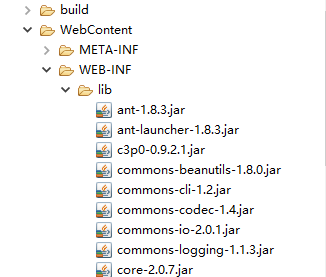 build
WebContent
META-INF
WEB-INF
lib
ant-1.8.3.jar
ant-launcher-1.8.3.jar
c3p0-0.9.2.1.jar
commons-beanutils-1.8.0.jar
commons-cli-1.2.jar
commons-codec-1.4.jar
commons-io-2.0.1.jar
commons-logging-1.1.3.jar
core-2.0.7.jar